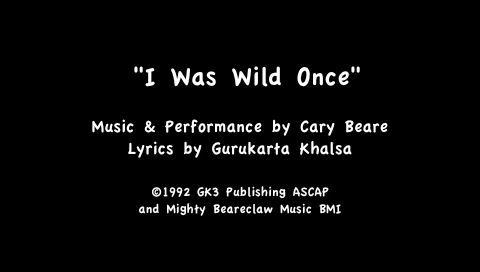 "I Was Wild Once"
Music & Performance by Cary Beare
Lyrics by Gurukarta Khalsa
©1992 GK3 Publishing ASCAP
and Mighty Beareclaw Music BMI